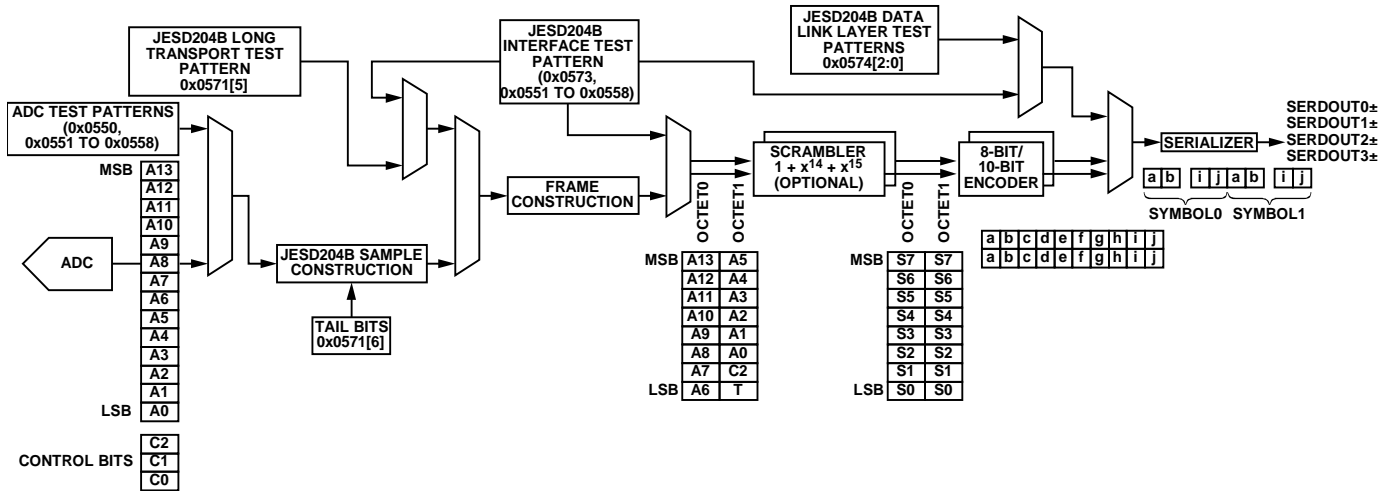 JESD204B LONG
TRANSPORT TEST
PATTERN
0x0571[5]
JESD204B
INTERFACE TEST
PATTERN
(0x0573,
0x0551 TO 0x0558)
JESD204B DATA
LINK LAYER TEST
PATTERNS
0x0574[2:0]
ADC TEST PATTERNS
(0x0550,
0x0551 TO 0x0558)
MSB A13
A12
A11
A10
A9
A8
A7
A6
A5
A4
A3
A2
A1
LSB A0
CONTROL BITS
C2
C1
C0
ADC
JESD204B SAMPLE
CONSTRUCTION
TAIL BITS
0x0571[6]
FRAME
CONSTRUCTION
OCTET0
OCTET1
MSB A13 A5
A12 A4
A11 A3
A10 A2
A9 A1
A8 A0
A7 C2
LSB A6 T
SCRAMBLER
1 + x14 + x15
(OPTIONAL)
OCTET0
OCTET1
MSB S7 S7
S6 S6
S5 S5
S4 S4
S3 S3
S2 S2
S1 S1
LSB S0 S0
8-BIT/
10-BIT
ENCODER
a b c d e f g h i j
a b c d e f g h i j
SERIALIZER
SERDOUT0±
SERDOUT1±
SERDOUT2±
SERDOUT3±
a b i j a b i j
SYMBOL0 SYMBOL1